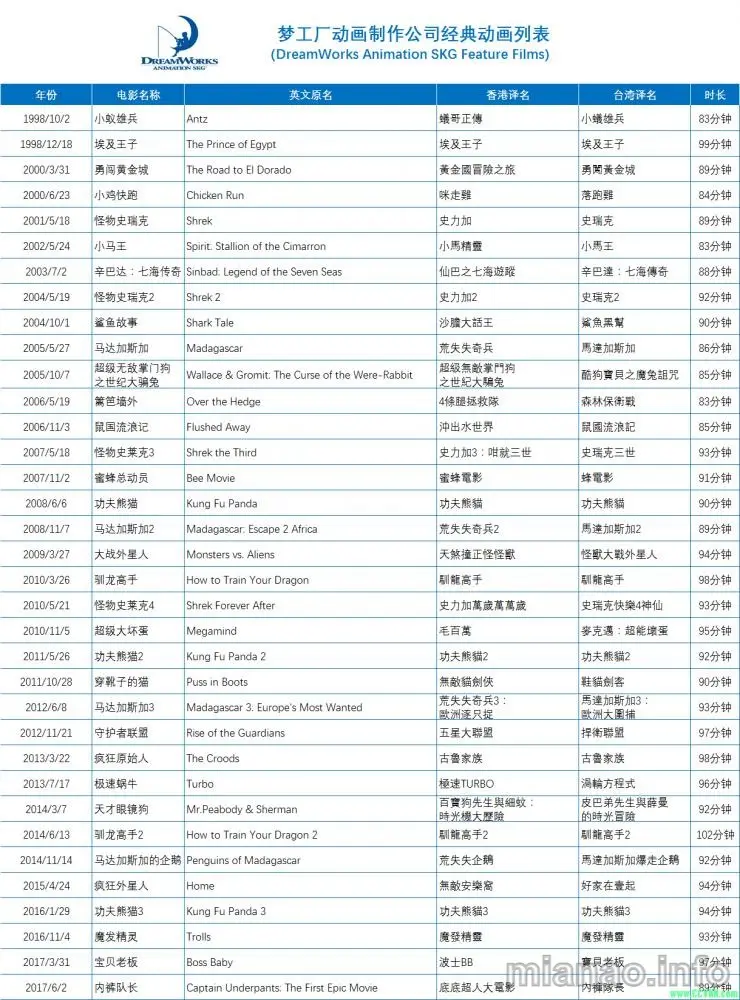 DREAMWORKS
ANIMATION SKG
梦工厂动画制作公司经典动画列表
(DreamWorks Animation SKG Feature Films)
年份 电影名称 英文原名 香港译名 台湾译名 时长
1998/10/2 小蚁雄兵 Antz 蟻哥正傳 小蟻雄兵 83分钟
1998/12/18 埃及王子 The Prince of Egypt 埃及王子 埃及王子 99分钟
2000/3/31 勇闯黄金城 The Road to El Dorado 黃金國冒險之旅 勇闖黃金城 89分钟
2000/6/23 小鸡快跑 Chicken Run 咪走雞 落跑雞 84分钟
2001/5/18 怪物史瑞克 Shrek 史力加 史瑞克 89分钟
2002/5/24 小马王 Spirit: Stallion of the Cimarron 小馬精靈 小馬王 83分钟
2003/7/2 辛巴达：七海传奇 Sinbad: Legend of the Seven Seas 仙巴之七海遊蹤 辛巴達：七海傳奇 88分钟
2004/5/19 怪物史瑞克2 Shrek 2 史力加2 史瑞克2 92分钟
2004/10/1 鲨鱼故事 Shark Tale 沙膽大話王 鯊魚黑幫 90分钟
2005/5/27 马达加斯加 Madagascar 荒失失奇兵 馬達加斯加 86分钟
2005/10/7 超级无敌掌门狗 之世纪大骗兔 Wallace & Gromit: The Curse of the Were-Rabbit 超級無敵掌門狗 之世紀大騙兔 酷狗寶貝之魔兔詛咒 85分钟
2006/5/19 篱笆墙外 Over the Hedge 4條腿拯救隊 森林保衛戰 83分钟
2006/11/3 鼠国流浪记 Flushed Away 沖出水世界 鼠國流浪記 85分钟
2007/5/18 怪物史莱克3 Shrek the Third 史力加3：咁就三世 史瑞克三世 93分钟
2007/11/2 蜜蜂总动员 Bee Movie 蜜蜂電影 蜂電影 91分钟
2008/6/6 功夫熊猫 Kung Fu Panda 功夫熊貓 功夫熊貓 90分钟
2008/11/7 马达加斯加2 Madagascar: Escape 2 Africa 荒失失奇兵2 馬達加斯加2 89分钟
2009/3/27 大战外星人 Monsters vs. Aliens 天煞撞正怪怪獸 怪獸大戰外星人 94分钟
2010/3/26 驯龙高手 How to Train Your Dragon 馴龍高手 馴龍高手 98分钟
2010/5/21 怪物史莱克4 Shrek Forever After 史力加萬歲萬萬歲 史瑞克快樂4神仙 93分钟
2010/11/5 超级大坏蛋 Megamind 毛百萬 麥克邁：超能壞蛋 95分钟
2011/5/26 功夫熊猫2 Kung Fu Panda 2 功夫熊貓2 功夫熊貓2 92分钟
2011/10/28 穿靴子的猫 Puss in Boots 無敵貓劍俠 鞋貓劍客 90分钟
2012/6/8 马达加斯加3 Madagascar 3: Europe's Most Wanted 荒失失奇兵3： 歐洲逐只捉 馬達加斯加3： 歐洲大圍捕 93分钟
2012/11/21 守护者联盟 Rise of the Guardians 五星大聯盟 捍衛聯盟 97分钟
2013/3/22 疯狂原始人 The Croods 古魯家族 古魯家族 98分钟
2013/7/17 极速蜗牛 Turbo 極速TURBO 渦輪方程式 96分钟
2014/3/7 天才眼镜狗 Mr.Peabody & Sherman 百寶狗先生與細蚊： 時光機大歷險 皮巴弟先生與薛曼 的時光冒險 92分钟
2014/6/13 驯龙高手2 How to Train Your Dragon 2 馴龍高手2 馴龍高手2 102分钟
2014/11/14 马达加斯加的企鹅 Penguins of Madagascar 荒失失企鵝 馬達加斯加爆走企鵝 92分钟
2015/4/24 疯狂外星人 Home 無敵安樂窩 好家在壹起 94分钟
2016/1/29 功夫熊猫3 Kung Fu Panda 3 功夫熊貓3 功夫熊貓3 94分钟
2016/11/4 魔发精灵 Trolls 魔發精靈 魔發精靈 93分钟
2017/3/31 宝贝老板 Boss Baby 波士BB 寶貝老板 97分钟
2017/6/2 内裤队长 Captain Underpants: The First Epic Movie 底底超人大電影 內褲隊長 89分钟
mianao.info